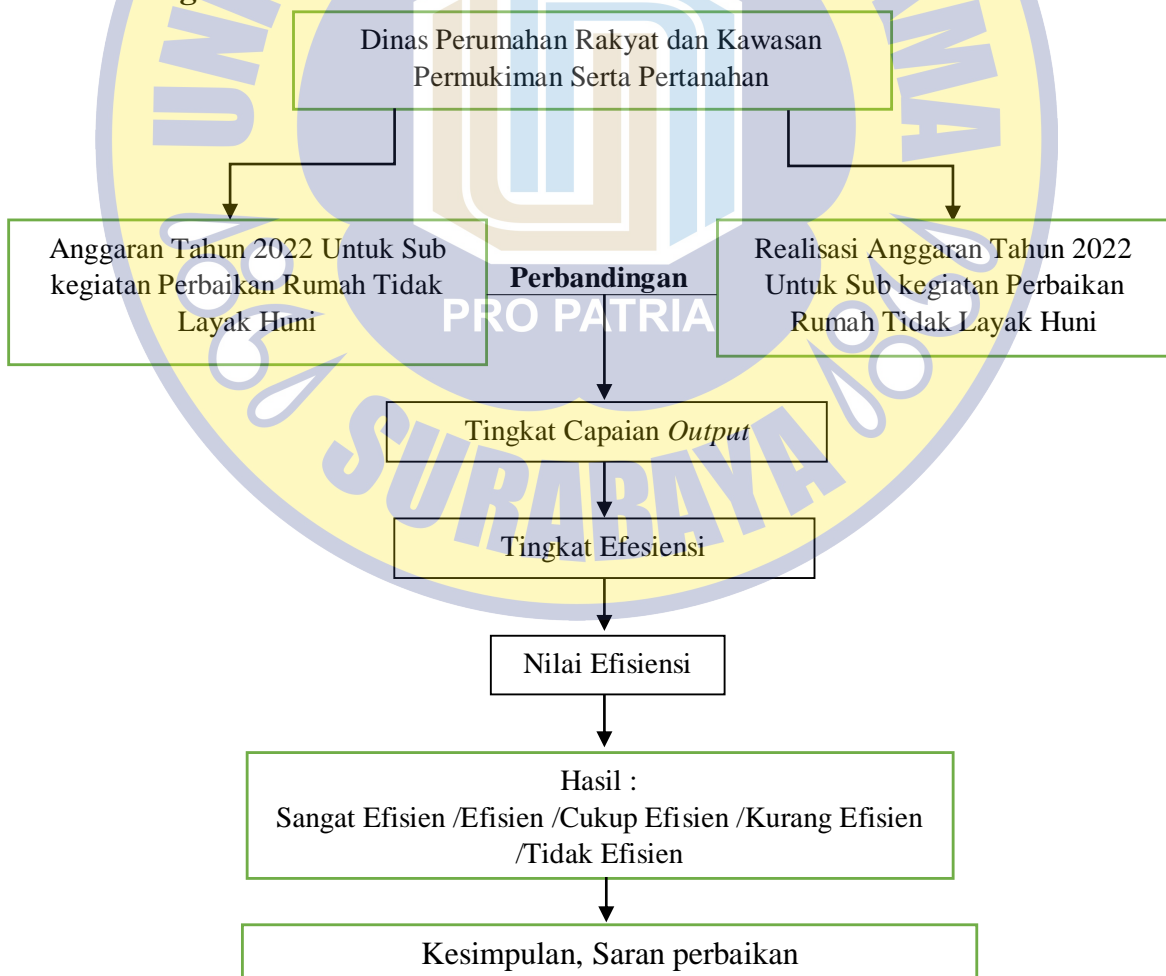 Dinas Perumahan Rakyat dan Kawasan
Permukiman Serta Pertanahan
Anggaran Tahun 2022 Untuk Sub
kegiatan Perbaikan Rumah Tidak
Layak Huni
Perbandingan
Realisasi Anggaran Tahun 2022
Untuk Sub kegiatan Perbaikan
Rumah Tidak Layak Huni
PRO PATRIA
Tingkat Capaian Output
SURABAYA
Tingkat Efesiensi
Nilai Efisiensi
Hasil :
Sangat Efisien /Efisien /Cukup Efisien /Kurang Efisien
/Tidak Efisien
Kesimpulan, Saran perbaikan